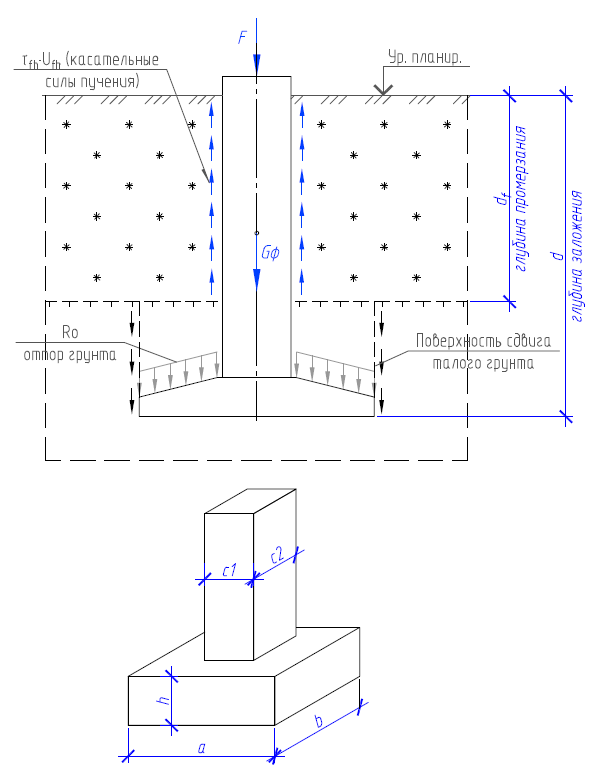 F
τfh·Ufh (касательные
силы пучения)
Ур. планир.
df
глубина промерзания
d
глубина заложения
Gф
Ro
отпор грунта
Поверхность сдвига
талого грунта
c1
c2
h
a
b